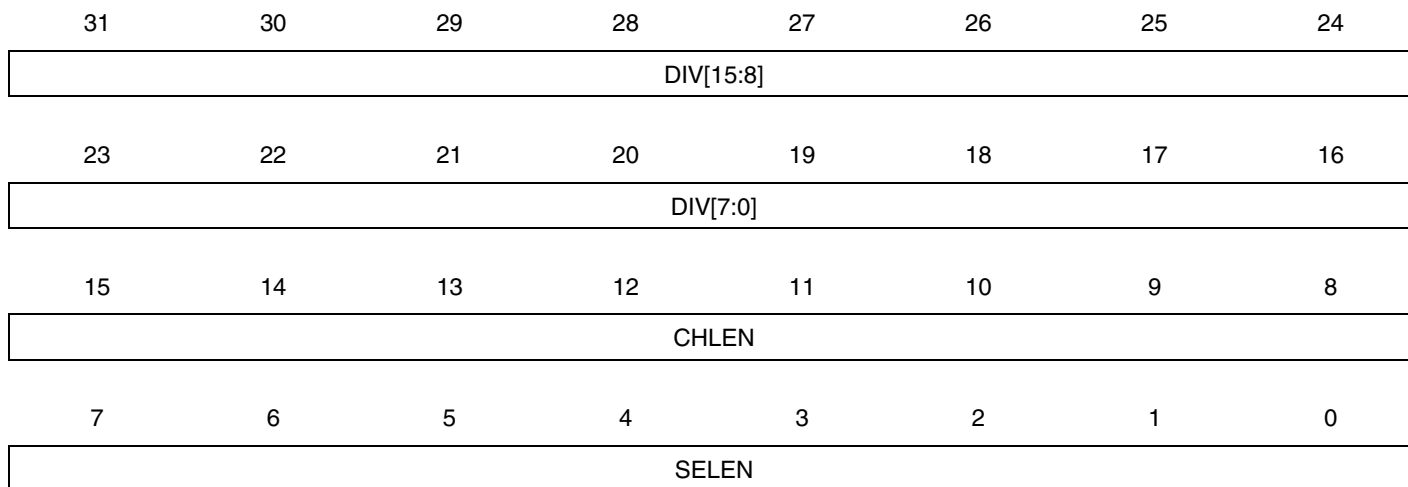 31 30 29 28 27 26 25 24
DIV[15:8]
23 22 21 20 19 18 17 16
DIV[7:0]
15 14 13 12 11 10 9 8
CHLEN
7 6 5 4 3 2 1 0
SELEN